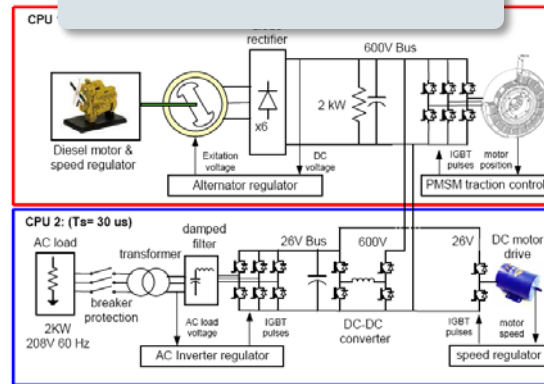 CPU
rectifier
600V Bus
2 kW
x6
Diesel motor &
speed regulator
Exitation
voltage
DC
voltage
IGBT
pulses
motor
position
Alternator regulator
PMSM traction control
CPU 2: (Ts= 30 us)
AC load
transformer
damped
filter
26V Bus
600V
26V
DC motor
drive
breaker
protection
2KW
208V 60 Hz
AC load
voltage
IGBT
pulses
DC-DC
converter
IGBT
pulses
motor
speed
AC Inverter regulator
speed regulator